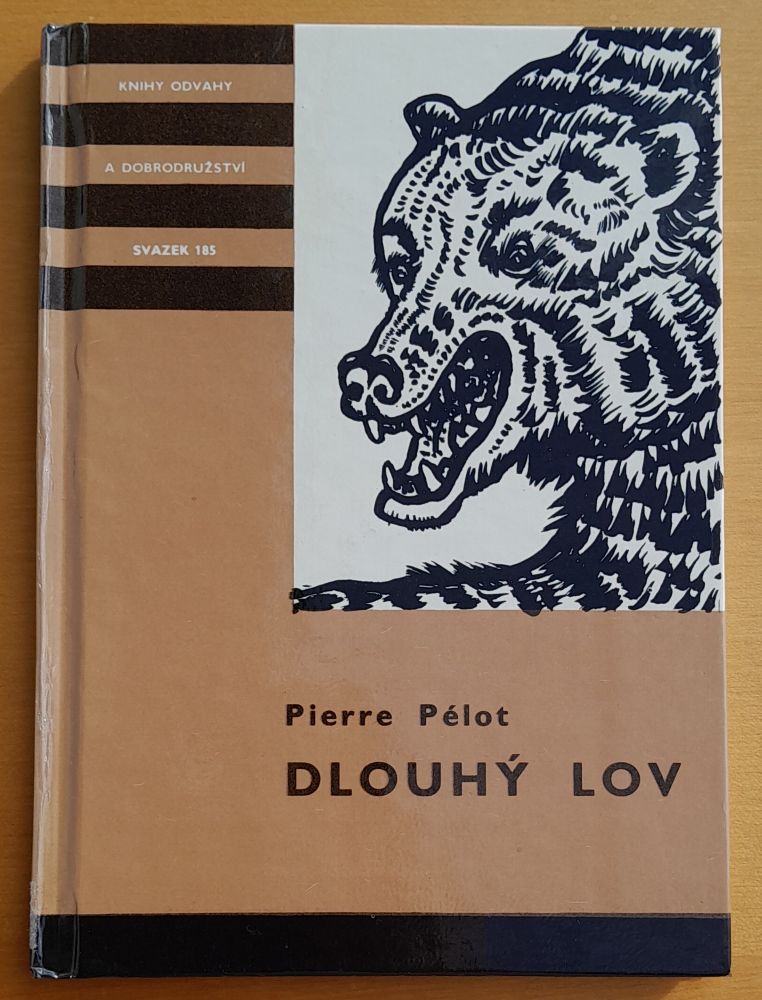 KNIHY ODVAHY
A DOBRODRUŽSTVÍ
SVAZEK 185
Pierre Pélot
DLOUHÝ LOV